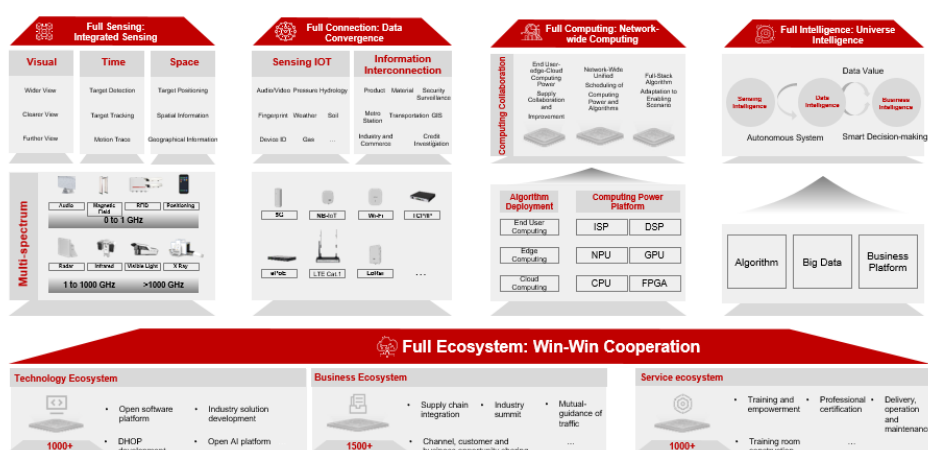 Full Sensing:
Integrated Sensing
Visual
Time
Space
Wider View
Target Detection
Target Positioning
Clearer View
Target Tracking
Spatial Information
Further View
Motion Trace
Geographical Information
Multi-spectrum
Audio
Magnetic
Field
RFID
Positioning
0 to 1 GHz
Radar
Infrared
Visible Light
X Ray
1 to 1000 GHz
>1000 GHz
Full Connection: Data
Convergence
Sensing IOT
Information
Interconnection
Audio/Video
Pressure
Hydrology
Product
Material
Security
Surveillance
Fingerprint
Weather
Soil
Metro
Station
Transportation
GIS
Device ID
Gas
...
Industry and
Commerce
Credit
Investigation
5G
NB-IoT
Wi-Fi
TCP/IP
ePoE
LTE Cat.1
LoRa
...
Full Computing: Network-
wide Computing
Computing Collaboration
End User-
edge-Cloud
Computing
Power
Supply
Collaboration
and
Improvement
Network-Wide
Unified
Scheduling of
Computing
Power and
Algorithms
Full-Stack
Algorithm
Adaptation to
Enabling
Scenario
Algorithm
Deployment
Computing Power
Platform
End User
Computing
ISP
DSP
Edge
Computing
NPU
GPU
Cloud
Computing
CPU
FPGA
Full Intelligence: Universe
Intelligence
Data Value
Sensing
Intelligence
Data
Intelligence
Business
Intelligence
Autonomous System
Smart Decision-making
Algorithm
Big Data
Business
Platform
Full Ecosystem: Win-Win Cooperation
Technology Ecosystem
• Open software
platform
• Industry solution
development
1000+
• DHOP
development
• Open AI platform
Business Ecosystem
• Supply chain
integration
• Industry
summit
• Mutual-
guidance of
traffic
1500+
• Channel, customer and
business opportunity sharing
...
Service ecosystem
• Training and
empowerment
• Professional
certification
• Delivery,
operation
and
maintenance
1000+
• Training room
construction
...